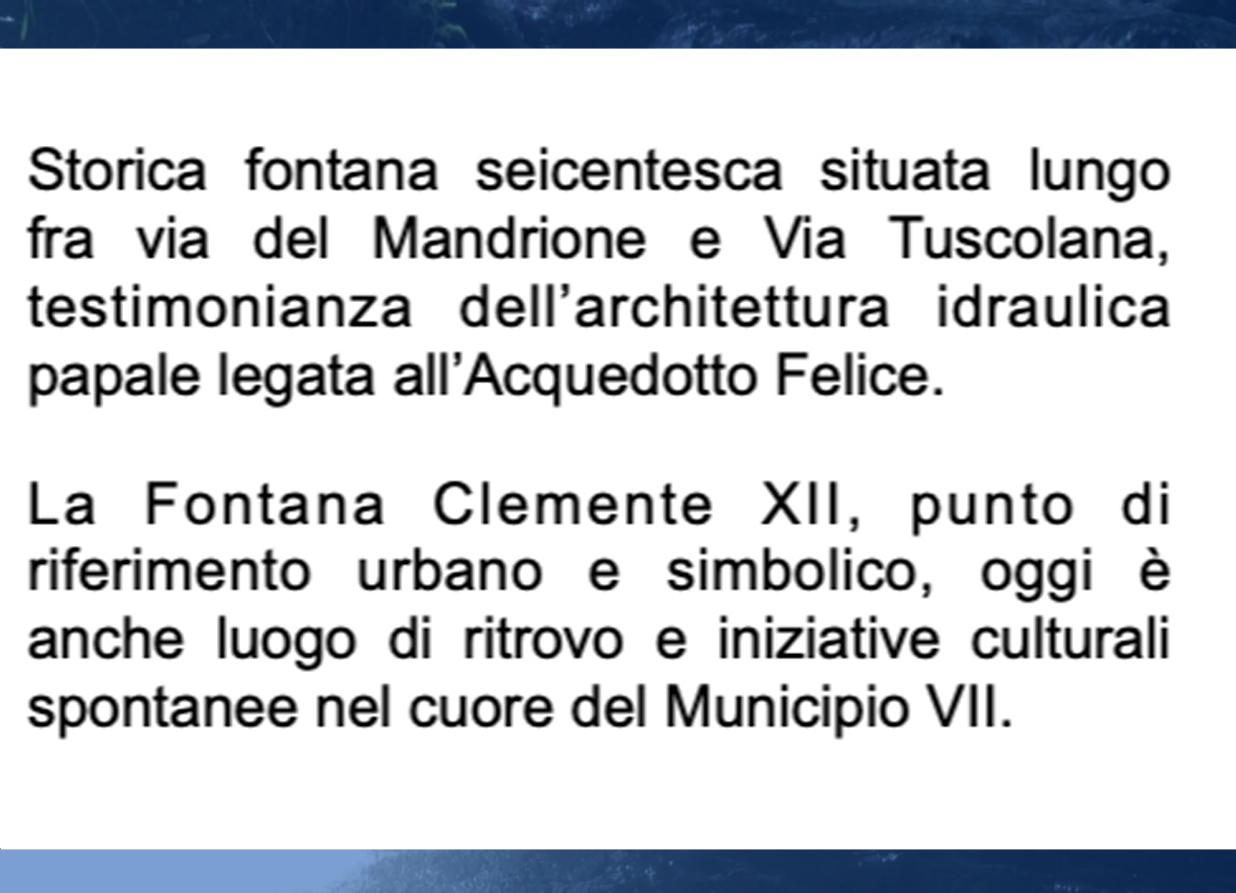 Storica fontana seicentesca situata lungo
fra via del Mandrione e Via Tuscolana,
testimonianza dell’architettura idraulica
papale legata all’Acquedotto Felice.
La Fontana Clemente XII, punto di
riferimento urbano e simbolico, oggi è
anche luogo di ritrovo e iniziative culturali
spontanee nel cuore del Municipio VII.